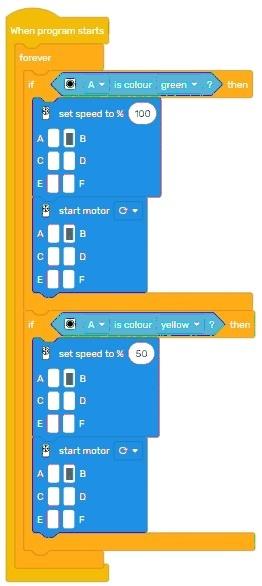 When program starts
forever
if A is colour green ? then
set speed to % 100
A B
C D
E F
start motor
A B
C D
E F
if A is colour yellow ? then
set speed to % 50
A B
C D
E F
start motor
A B
C D
E F